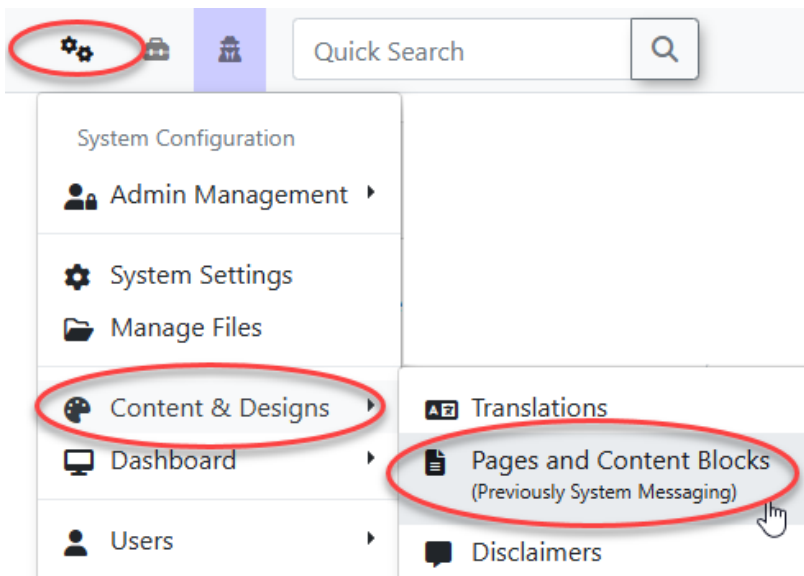 Quick Search
System Configuration
Admin Management
System Settings
Manage Files
Content & Designs
Translations
Dashboard
Pages and Content Blocks
(Previously System Messaging)
Users
Disclaimers